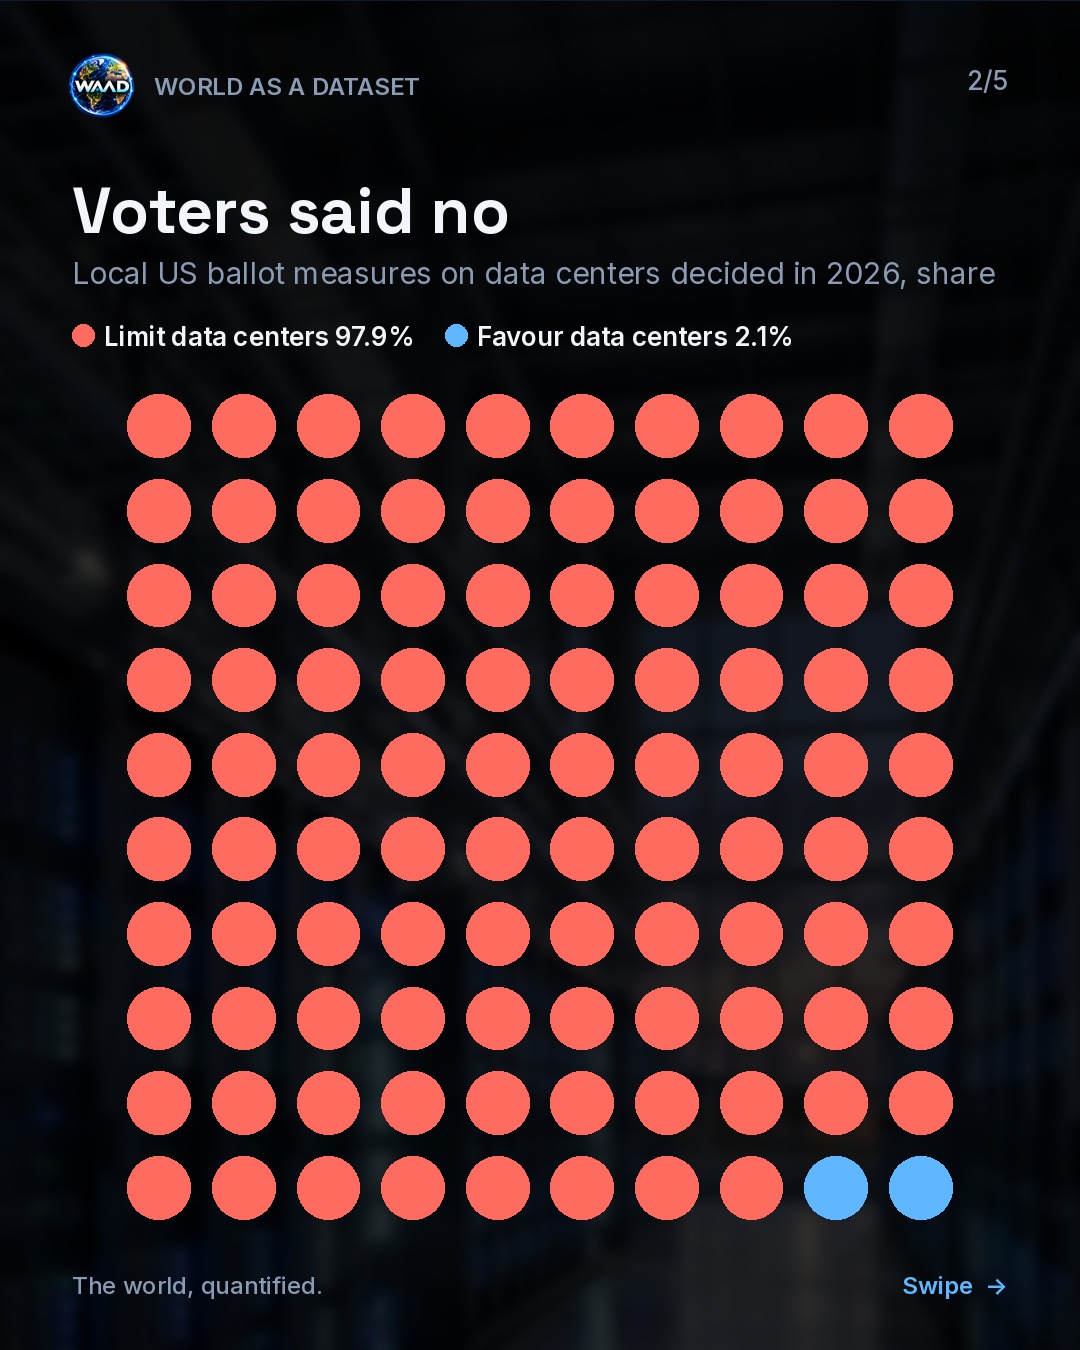 WAAD
WORLD AS A DATASET
2/5
Voters said no
Local US ballot measures on data centers decided in 2026, share
Limit data centers 97.9%
Favour data centers 2.1%
The world, quantified.
Swipe →